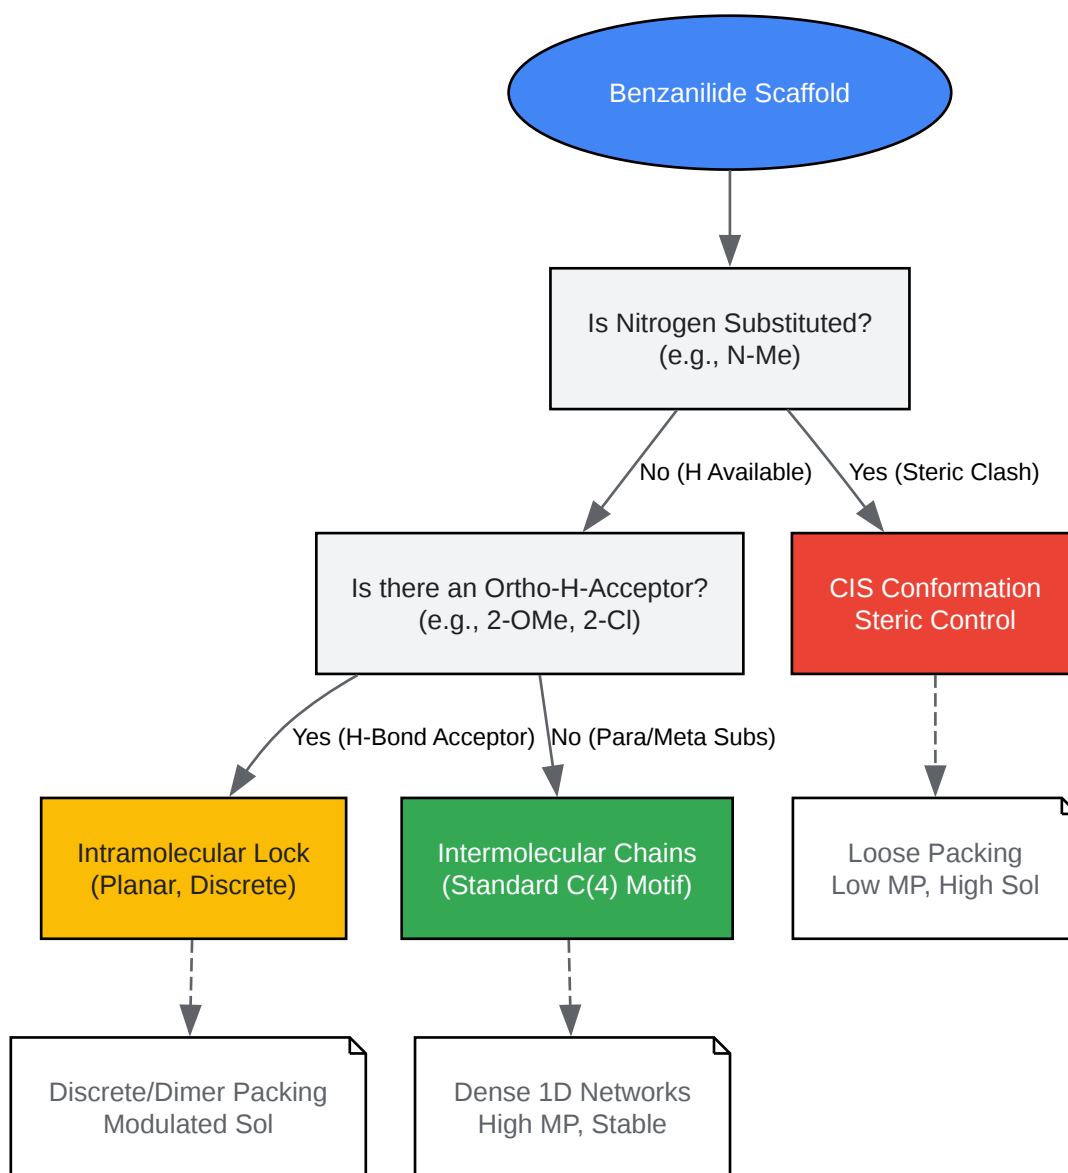 Benzanilide Scaffold
Is Nitrogen Substituted?
(e.g., N-Me)
No (H Available)
Yes (Steric Clash)
Is there an Ortho-H-Acceptor?
(e.g., 2-OMe, 2-Cl)
CIS Conformation
Steric Control
Yes (H-Bond Acceptor)
No (Para/Meta Subs)
Intramolecular Lock
(Planar, Discrete)
Intermolecular Chains
(Standard C(4) Motif)
Loose Packing
Low MP, High Sol
Discrete/Dimer Packing
Modulated Sol
Dense 1D Networks
High MP, Stable